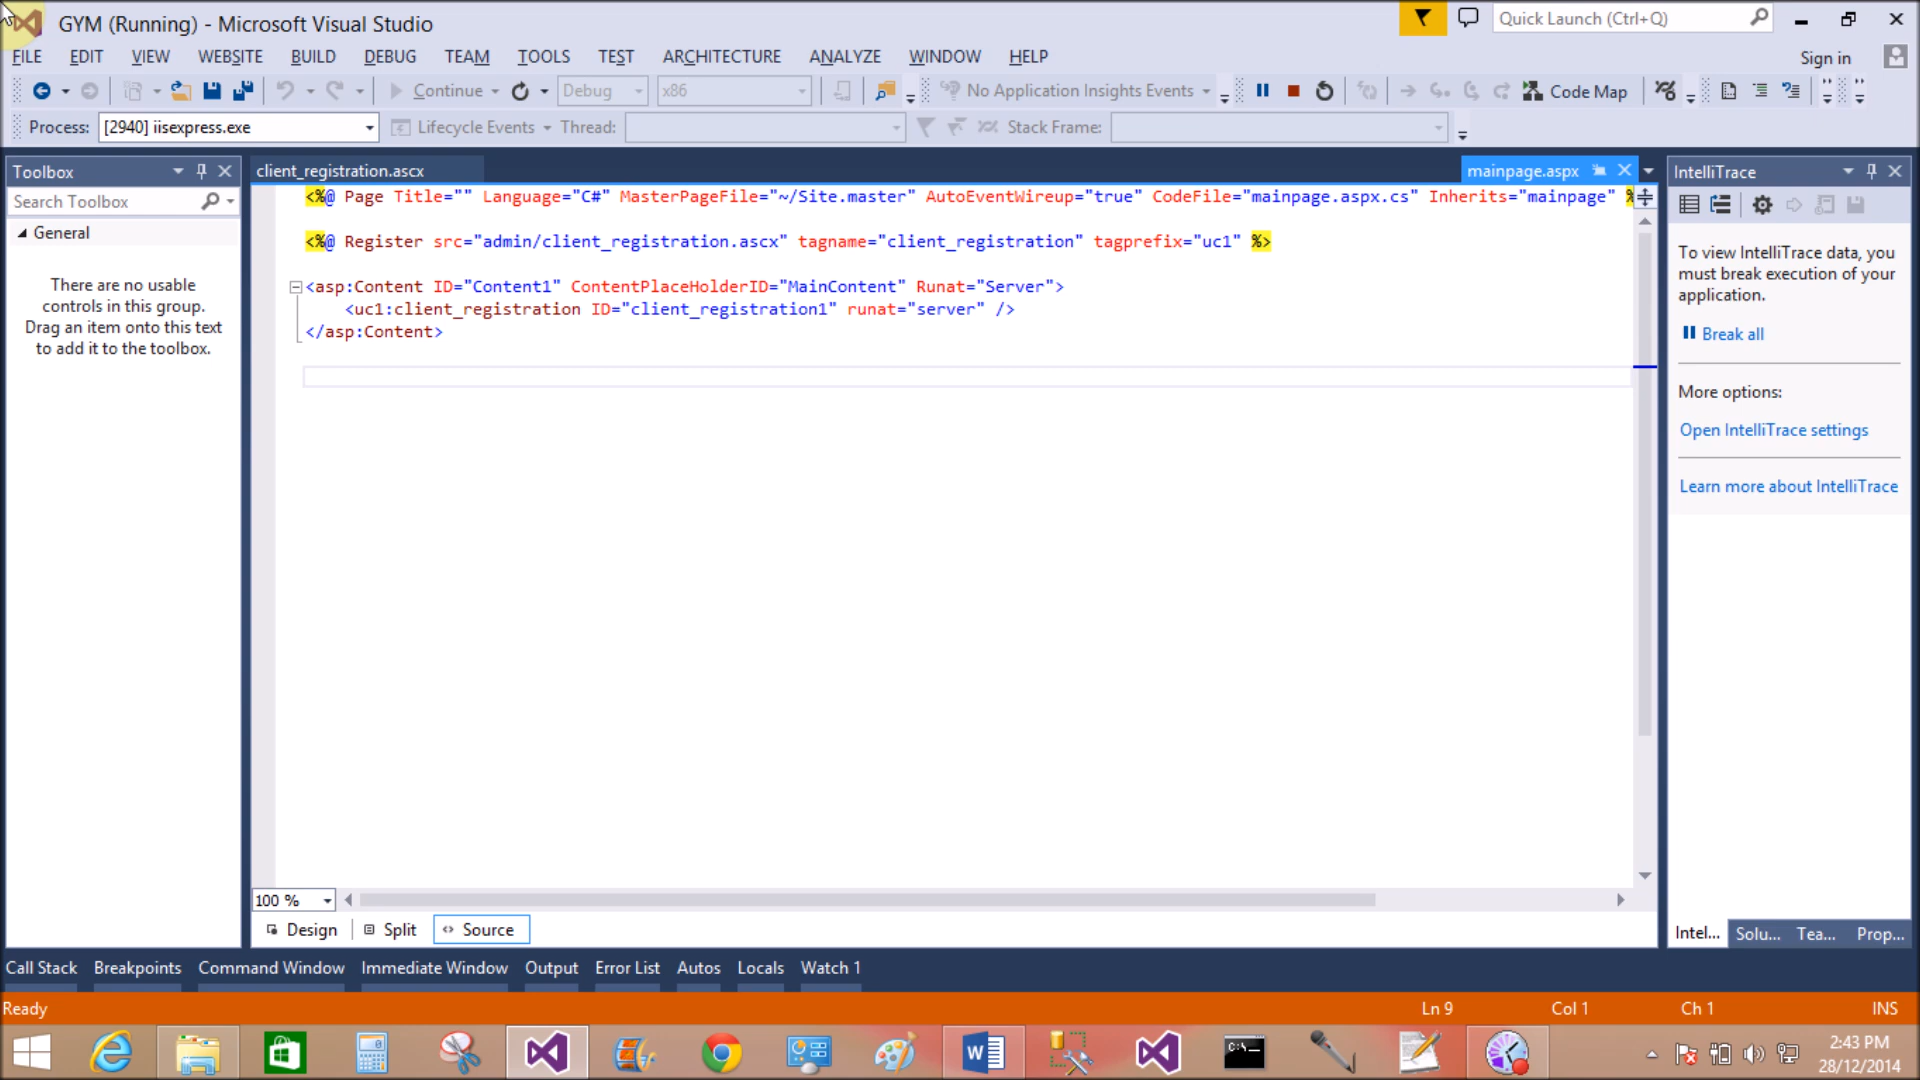 GYM (Running) - Microsoft Visual Studio
Quick Launch (Ctrl+Q)
FILE EDIT VIEW WEBSITE BUILD DEBUG TEAM TOOLS TEST ARCHITECTURE ANALYZE WINDOW HELP
Sign in
Continue Debug x86 No Application Insights Events Code Map
Process: [2940] iisexpress.exe Lifecycle Events Thread: Stack Frame:
Toolbox
Search Toolbox
General
There are no usable
controls in this group.
Drag an item onto this text
to add it to the toolbox.
client_registration.ascx
mainpage.aspx
<%@ Page Title="" Language="C#" MasterPageFile="~/Site.master" AutoEventWireup="true" CodeFile="mainpage.aspx.cs" Inherits="mainpage" %
<%@ Register src="admin/client_registration.ascx" tagname="client_registration" tagprefix="uc1" %>
<asp:Content ID="Content1" ContentPlaceHolderID="MainContent" Runat="Server">
<uc1:client_registration ID="client_registration1" runat="server" />
</asp:Content>
100 %
Design Split Source
IntelliTrace
To view IntelliTrace data, you
must break execution of your
application.
Break all
More options:
Open IntelliTrace settings
Learn more about IntelliTrace
Intel... Solu... Tea... Prop...
Call Stack Breakpoints Command Window Immediate Window Output Error List Autos Locals Watch 1
Ready
Ln 9 Col 1 Ch 1 INS
2:43 PM
28/12/2014